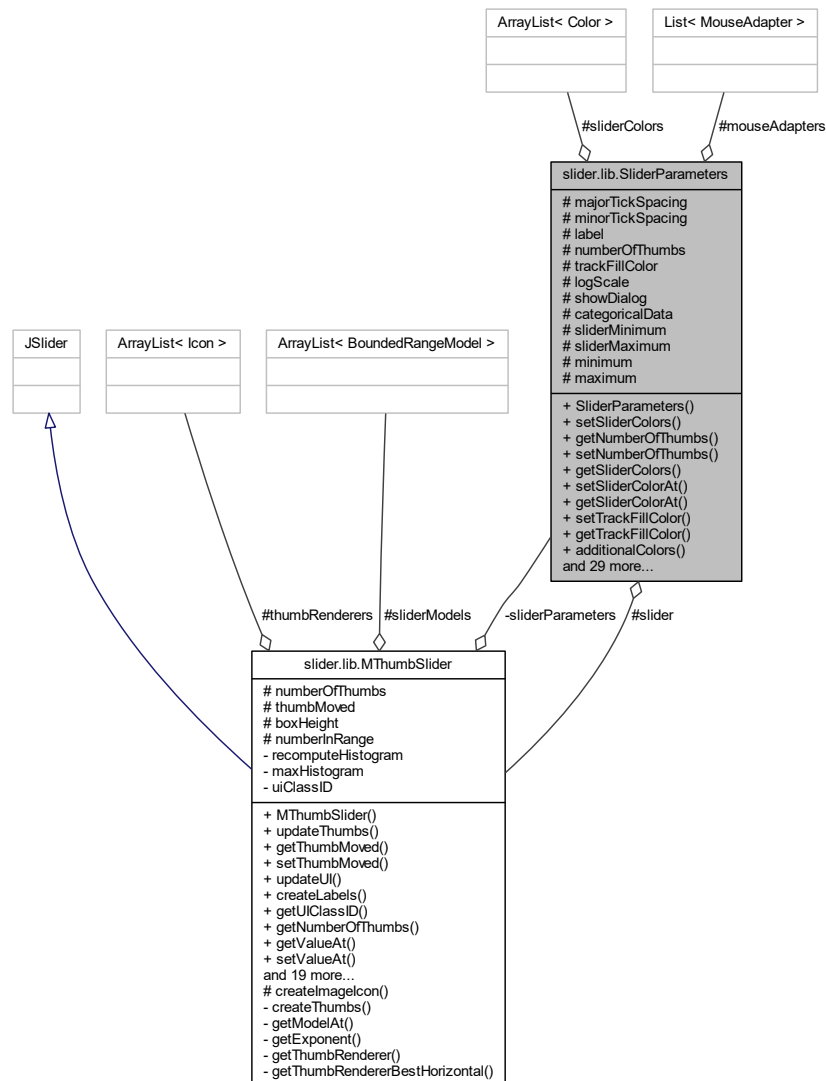 ArrayList< Color >
List< MouseAdapter >
#sliderColors
#mouseAdapters
slider.lib.SliderParameters
# majorTickSpacing
# minorTickSpacing
# label
# numberOfThumbs
# trackFillColor
# logScale
# showDialog
# categoricalData
# sliderMinimum
# sliderMaximum
# minimum
# maximum
+ SliderParameters()
+ setSliderColors()
+ getNumberOfThumbs()
+ setNumberOfThumbs()
+ getSliderColors()
+ setSliderColorAt()
+ getSliderColorAt()
+ setTrackFillColor()
+ getTrackFillColor()
+ additionalColors()
and 29 more...
JSlider
ArrayList< Icon >
ArrayList< BoundedRangeModel >
#thumbRenderers
#sliderModels
-sliderParameters
#slider
slider.lib.MThumbSlider
# numberOfThumbs
# thumbMoved
# boxHeight
# numberInRange
- recomputeHistogram
- maxHistogram
- uiClassID
+ MThumbSlider()
+ updateThumbs()
+ getThumbMoved()
+ setThumbMoved()
+ updateUI()
+ createLabels()
+ getUIClassID()
+ getNumberOfThumbs()
+ getValueAt()
+ setValueAt()
and 19 more...
# createImageIcon()
- createThumbs()
- getModelAt()
- getExponent()
- getThumbRenderer()
- getThumbRendererBestHorizontal()